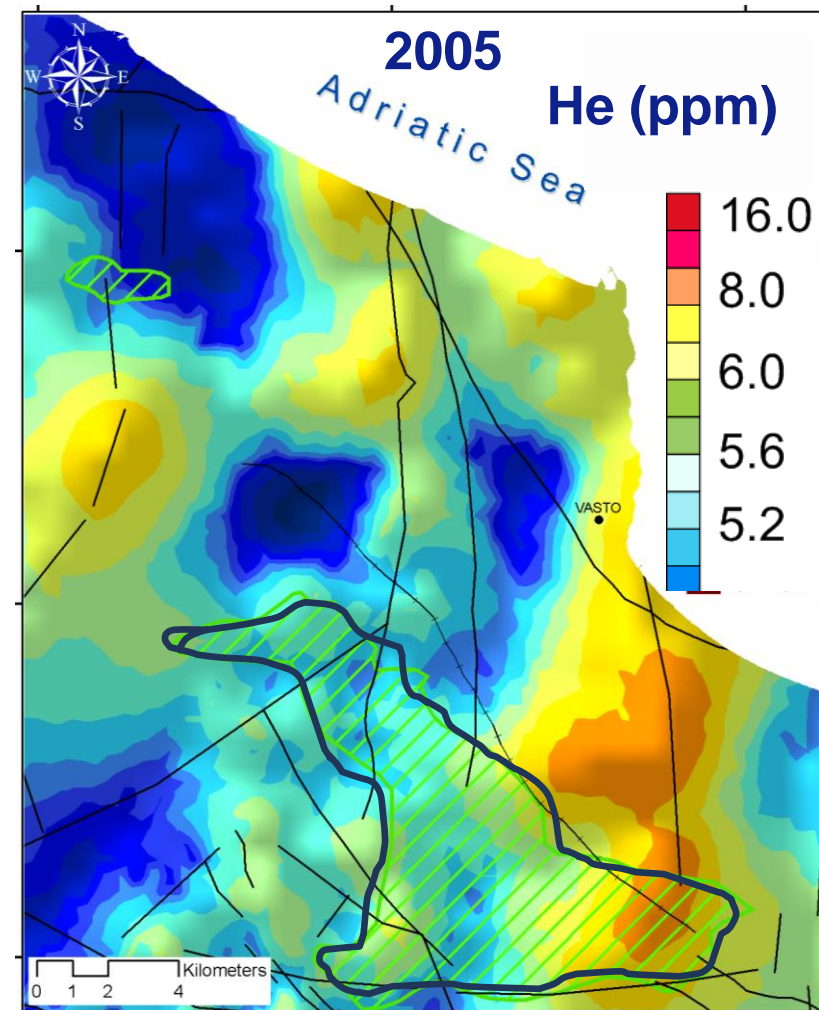 2005
He (ppm)
Adriatic Sea
N
W E
S
16.0
8.0
6.0
5.6
5.2
VASTO
Kilometers
0 1 2 4